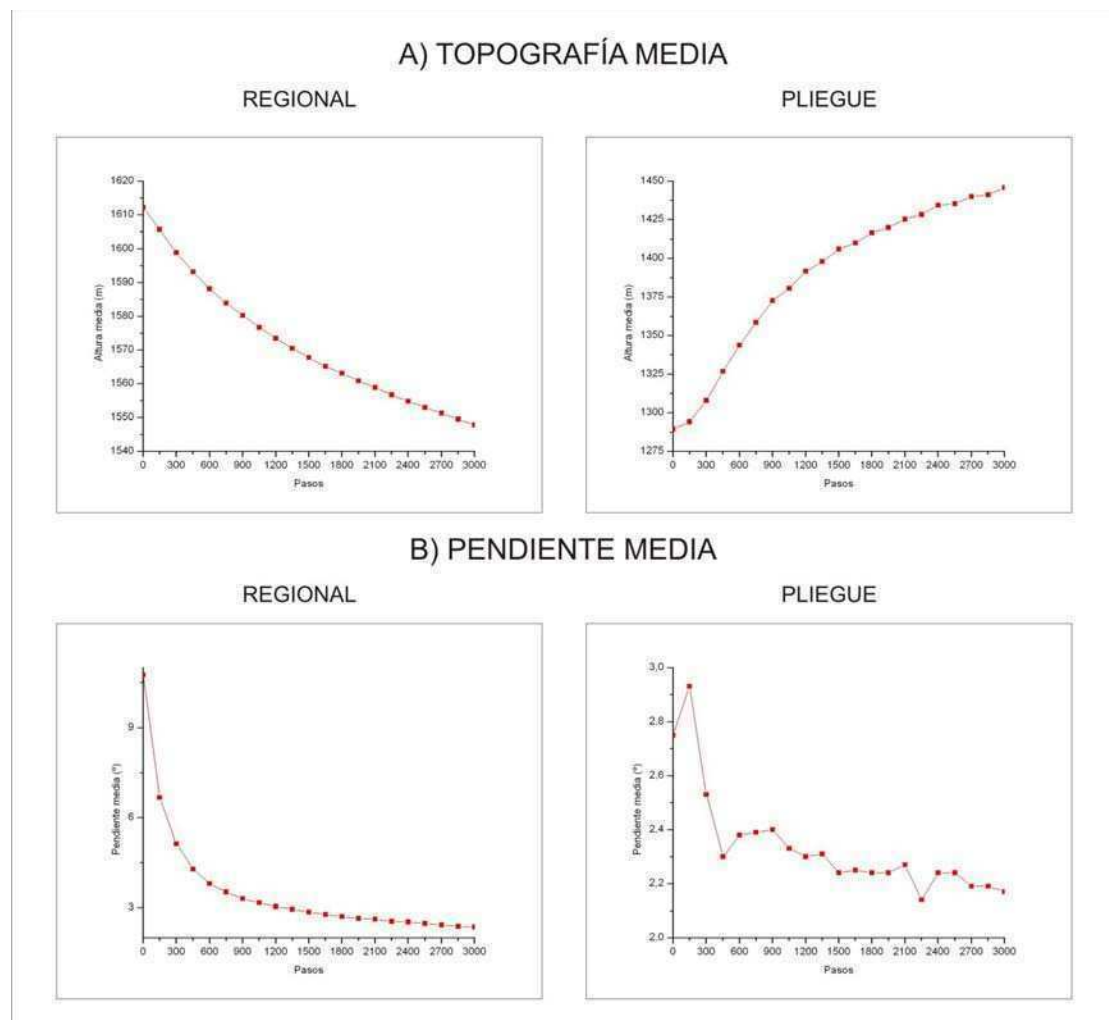 A) TOPOGRAFÍA MEDIA
REGIONAL
PLIEGUE
1620
1610
1600
1590
1580
1570
1560
1550
1540
Altura media (m)
0 300 600 900 1200 1500 1800 2100 2400 2700 3000
Pasos
1450
1425
1400
1375
1350
1325
1300
1275
Altura media (m)
0 300 600 900 1200 1500 1800 2100 2400 2700 3000
Pasos
B) PENDIENTE MEDIA
REGIONAL
PLIEGUE
9
6
3
Pendiente media (º)
0 300 600 900 1200 1500 1800 2100 2400 2700 3000
Pasos
3,0
2,8
2,6
2,4
2,2
2,0
Pendiente media (º)
0 300 600 900 1200 1500 1800 2100 2400 2700 3000
Pasos